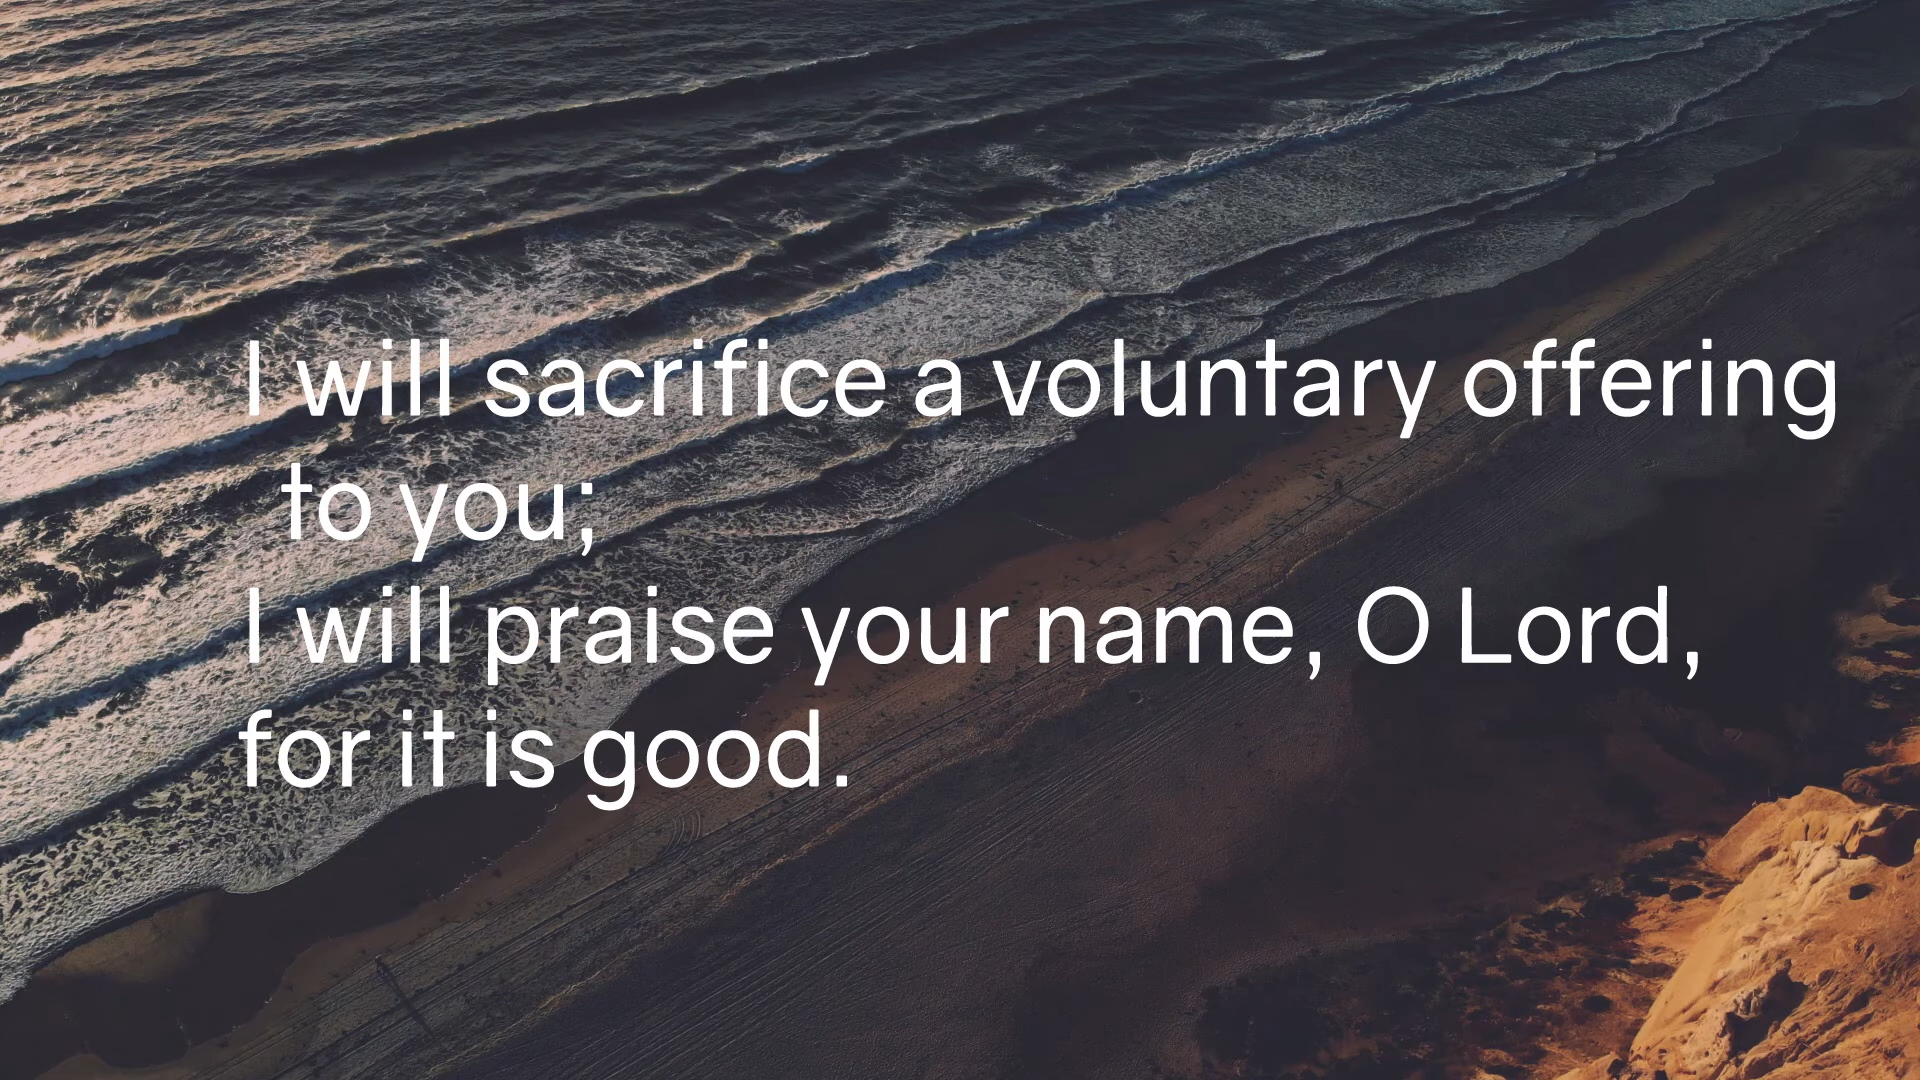 I will sacrifice a voluntary offering
to you;
I will praise your name, O Lord,
for it is good.